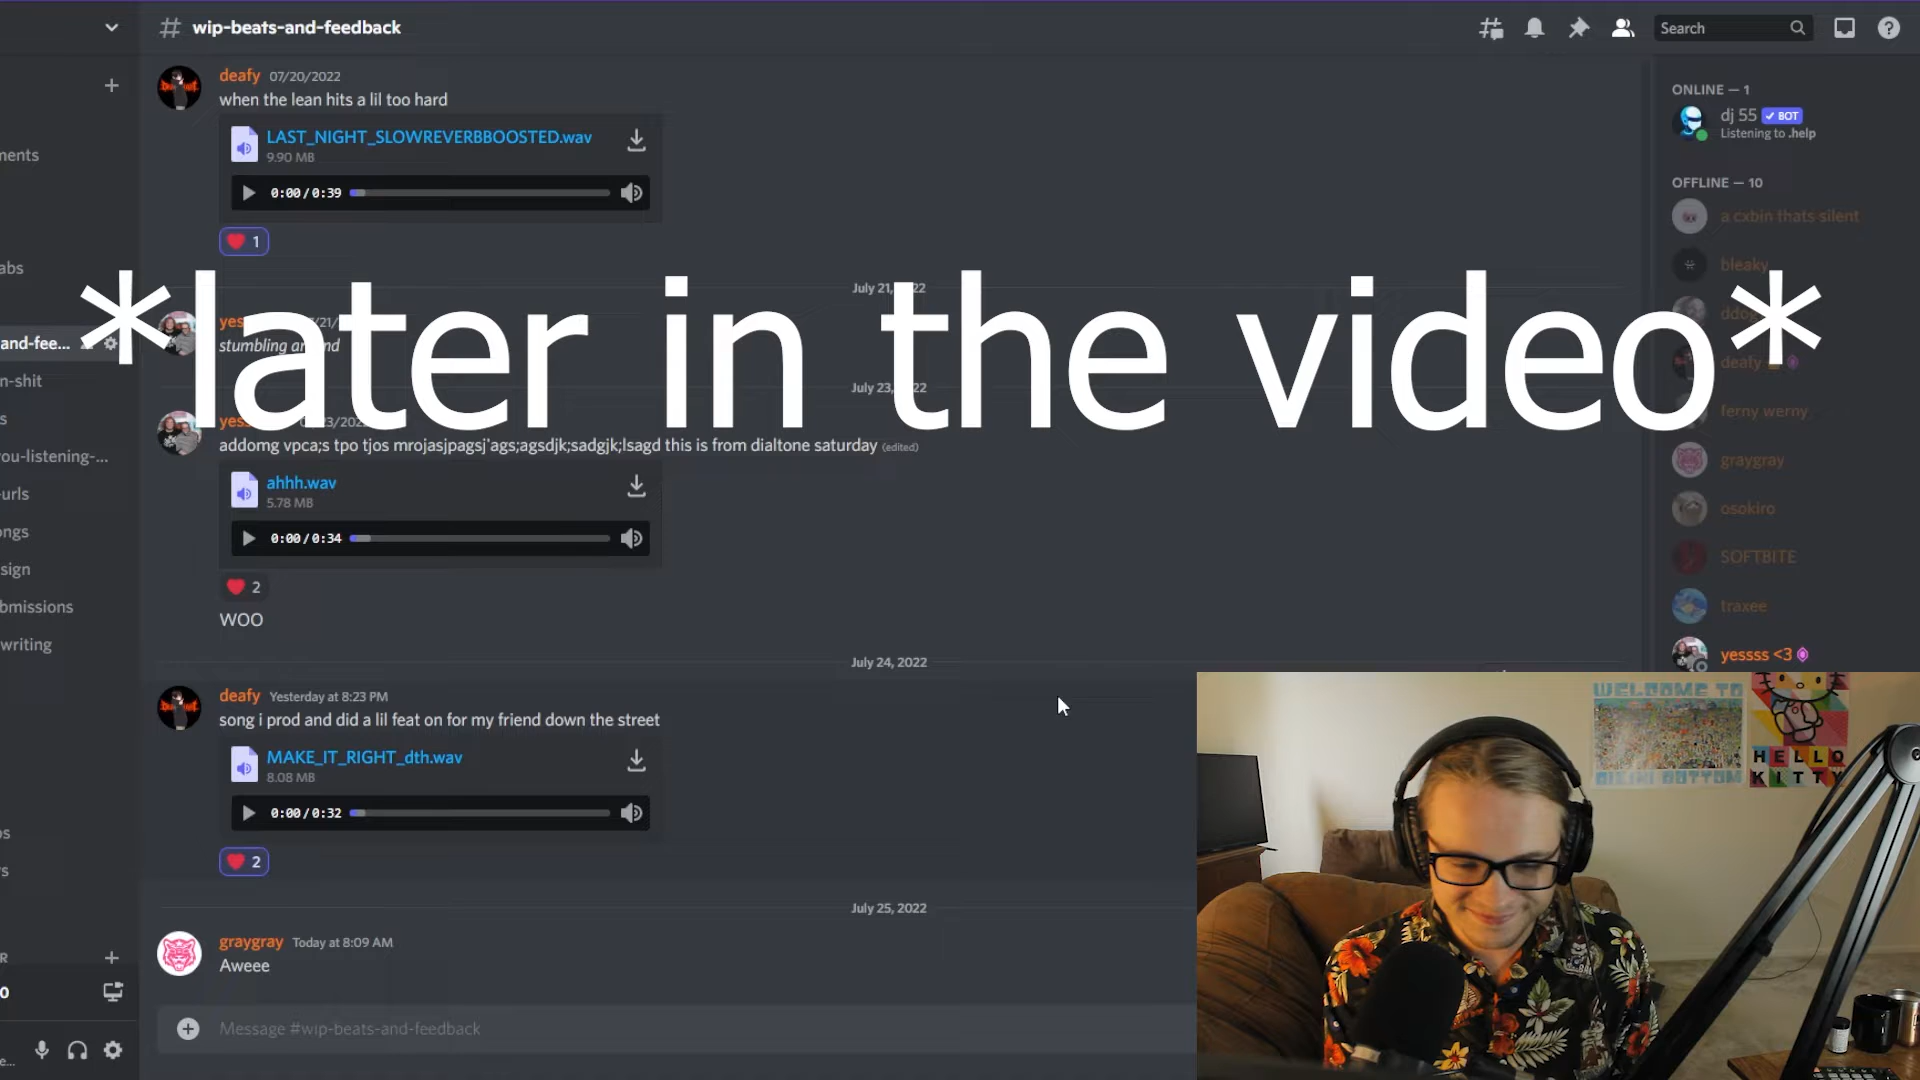 # wip-beats-and-feedback
Search
deafy 07/20/2022
when the lean hits a lil too hard
LAST_NIGHT_SLOWREVERBBOOSTED.wav
9.90 MB
0:00/0:39
1
*later in the video*
stumbling
addomg vpca;s tpo tjos mrojasjpagsj'ags;agsdjk;sadgjk;lsagd this is from dialtone saturday (edited)
ahhh.wav
5.78 MB
0:00/0:34
2
WOO
July 24, 2022
deafy Yesterday at 8:23 PM
song i prod and did a lil feat on for my friend down the street
MAKE_IT_RIGHT_dth.wav
8.08 MB
0:00/0:32
2
July 25, 2022
graygray Today at 8:09 AM
Aweee
Message #wip-beats-and-feedback
ments
abs
and-fee...
n-shit
s
ou-listening-...
-urls
ongs
sign
bmissions
writing
os
s
R
0
e...
ONLINE — 1
dj 55 BOT
Listening to .help
OFFLINE — 10
a cxbin thats silent
bleaky
deafy
ferny werny
graygray
osokiro
SOFTBITE
traxee
yessss <3
WELCOME TO
BIKINI BOTTOM
HELLO
KITTY